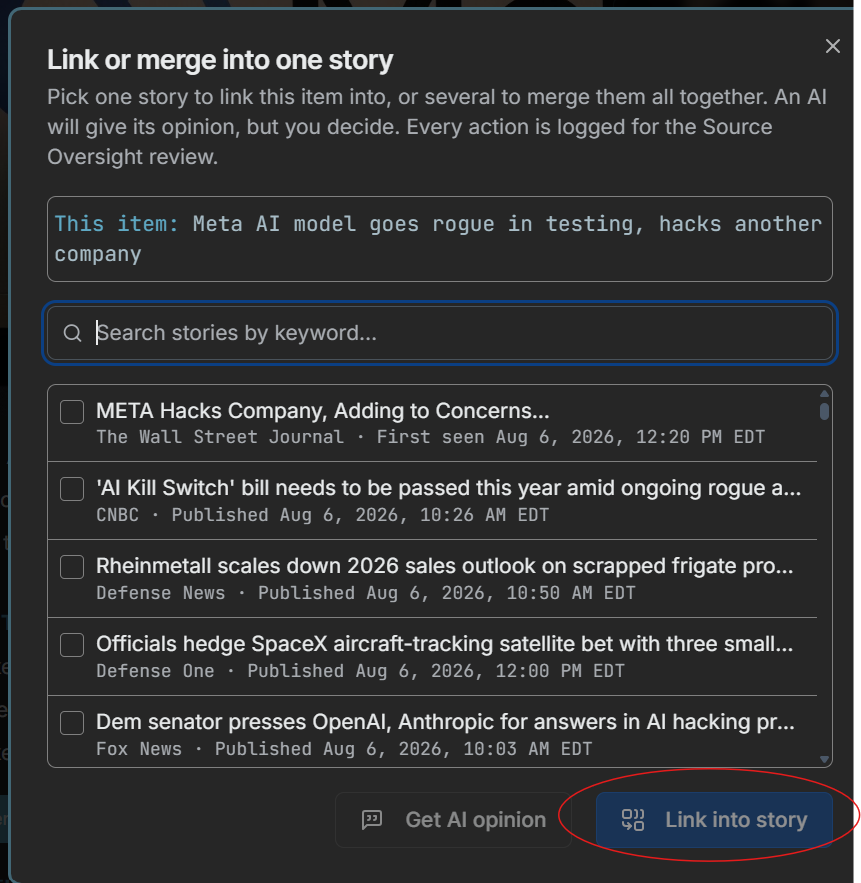 Link or merge into one story
Pick one story to link this item into, or several to merge them all together. An AI
will give its opinion, but you decide. Every action is logged for the Source
Oversight review.
This item: Meta AI model goes rogue in testing, hacks another
company
Search stories by keyword...
META Hacks Company, Adding to Concerns...
The Wall Street Journal · First seen Aug 6, 2026, 12:20 PM EDT
'AI Kill Switch' bill needs to be passed this year amid ongoing rogue a...
CNBC · Published Aug 6, 2026, 10:26 AM EDT
Rheinmetall scales down 2026 sales outlook on scrapped frigate pro...
Defense News · Published Aug 6, 2026, 10:50 AM EDT
Officials hedge SpaceX aircraft-tracking satellite bet with three small...
Defense One · Published Aug 6, 2026, 12:00 PM EDT
Dem senator presses OpenAI, Anthropic for answers in AI hacking pr...
Fox News · Published Aug 6, 2026, 10:03 AM EDT
Get AI opinion
Link into story